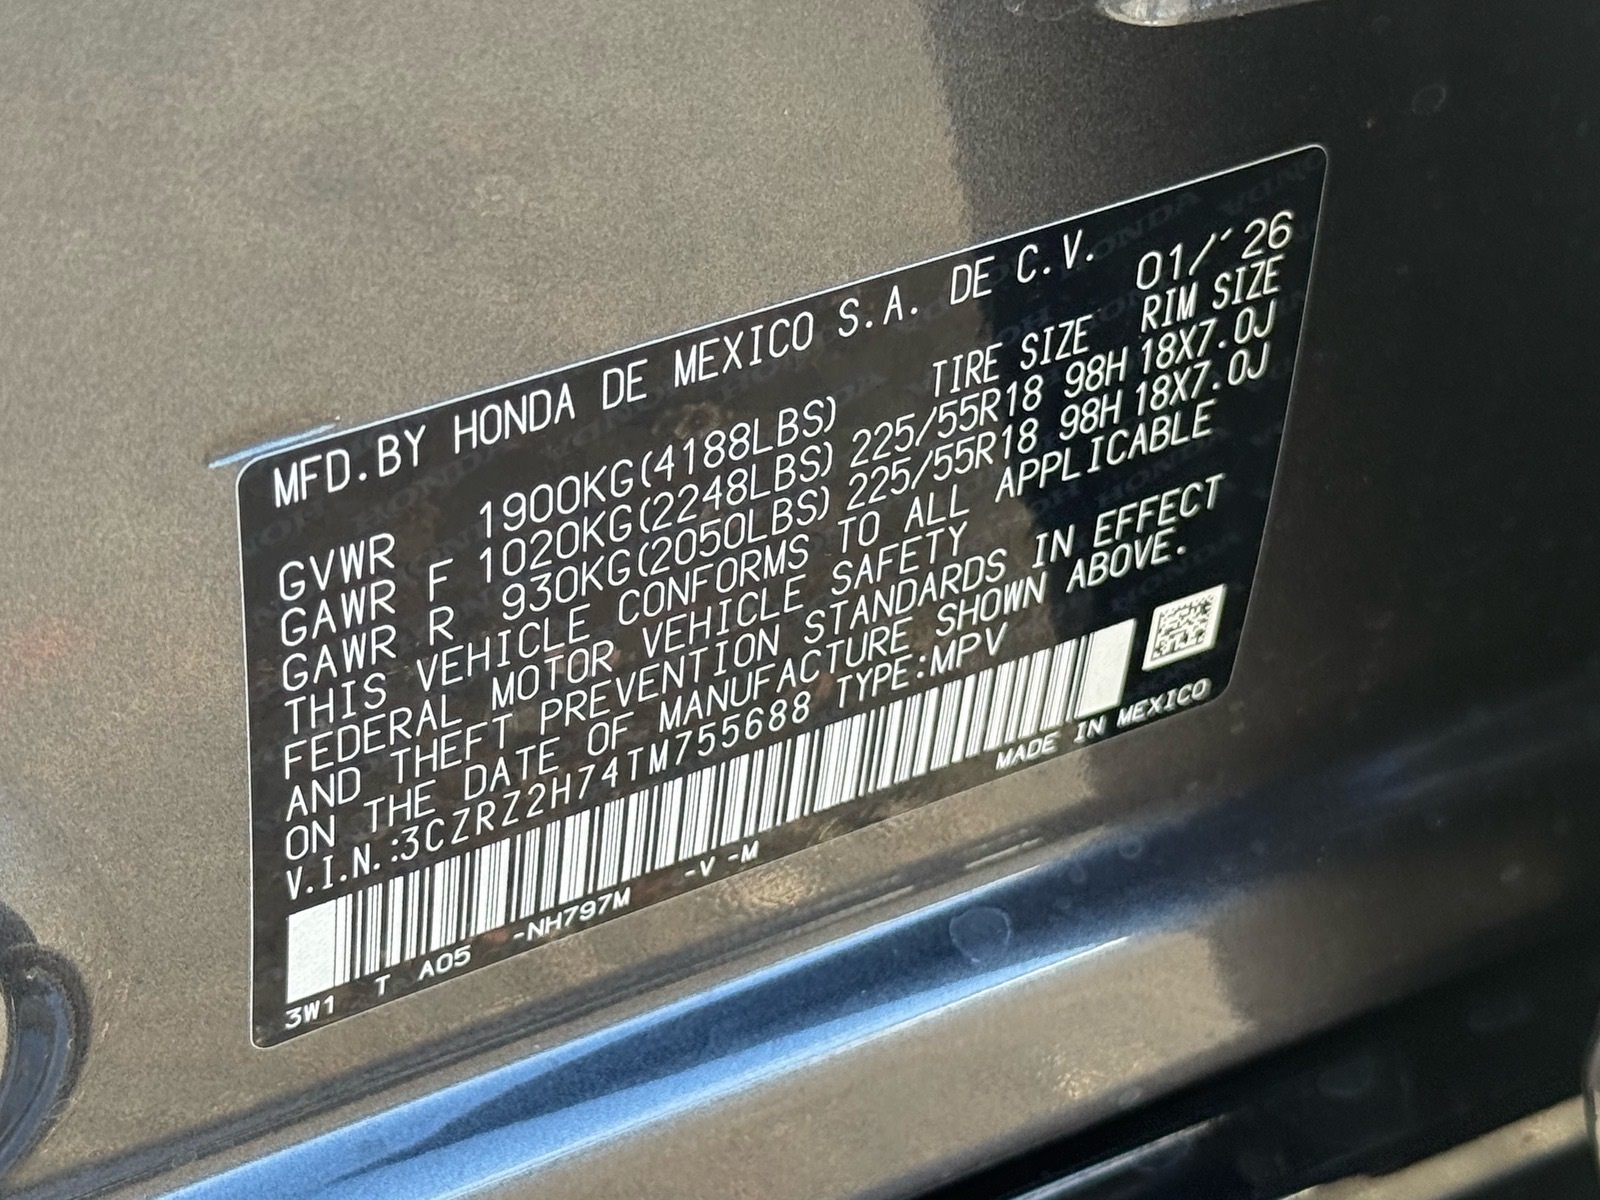 MFD.BY HONDA DE MEXICO S.A. DE C.V. 01/'26
TIRE SIZE RIM SIZE
GVWR 1900KG(4188LBS)
GAWR F 1020KG(2248LBS) 225/55R18 98H 18X7.0J
GAWR R 930KG(2050LBS) 225/55R18 98H 18X7.0J
THIS VEHICLE CONFORMS TO ALL APPLICABLE
FEDERAL MOTOR VEHICLE SAFETY
AND THEFT PREVENTION STANDARDS IN EFFECT
ON THE DATE OF MANUFACTURE SHOWN ABOVE.
V.I.N.:3CZRZ2H74TM755688 TYPE:MPV
MADE IN MEXICO
3W1 T A05 -NH797M -V -M